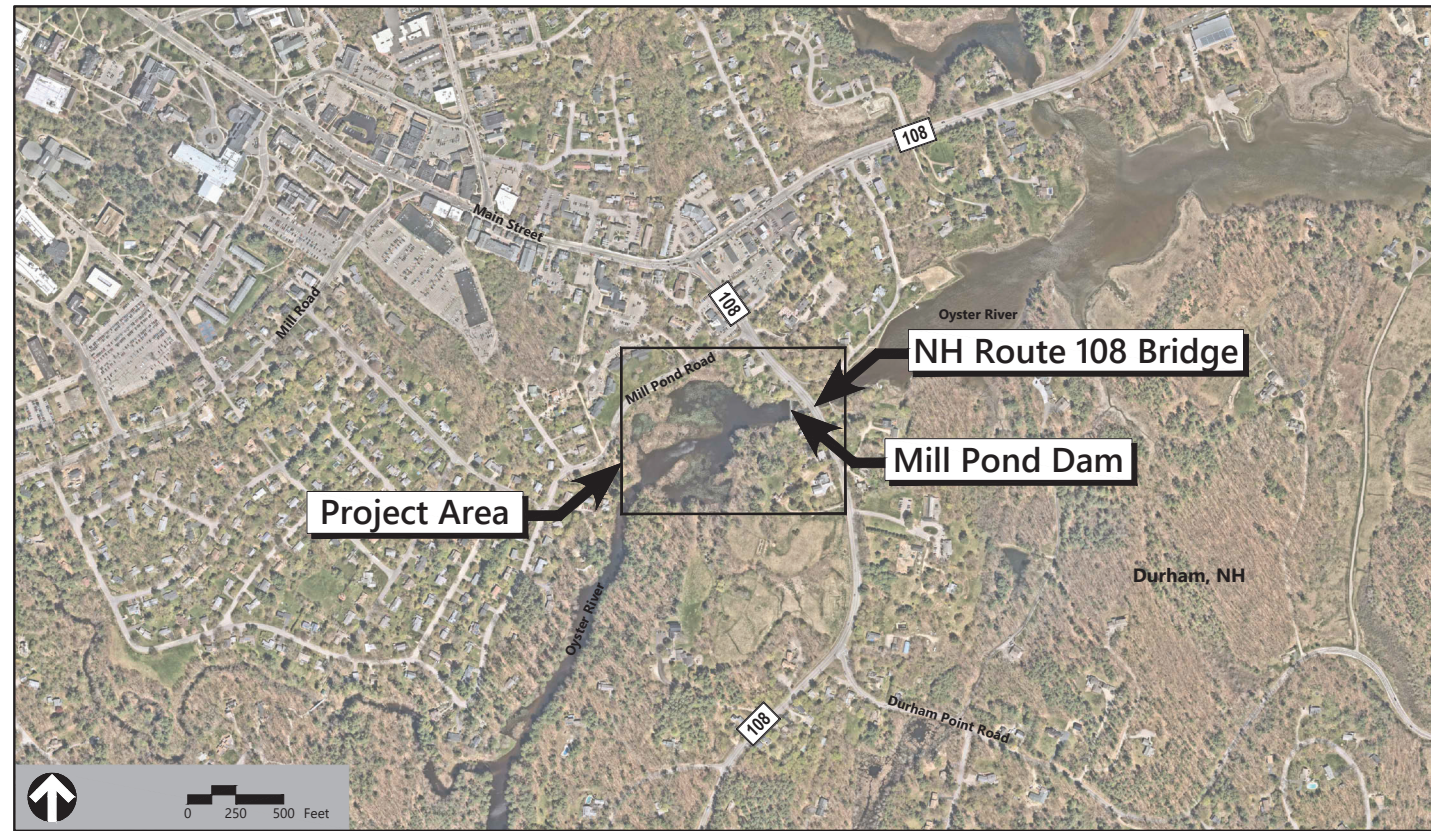 108
Main Street
Mill Road
108
Oyster River
NH Route 108 Bridge
Mill Pond Road
Mill Pond Dam
Project Area
Durham, NH
Oyster River
Durham Point Road
108
0 250 500 Feet